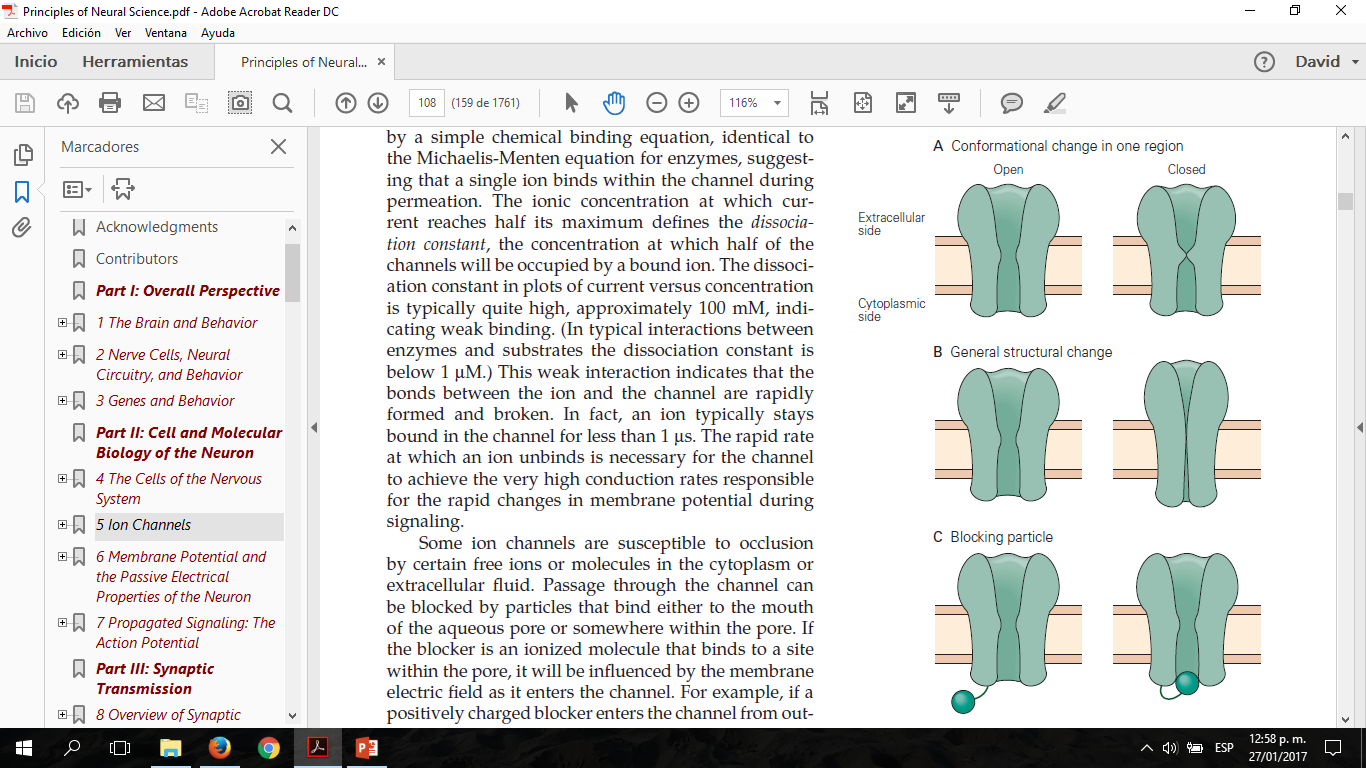 Principles of Neural Science.pdf - Adobe Acrobat Reader DC
Archivo Edición Ver Ventana Ayuda
Inicio Herramientas Principles of Neural... × David
108 (159 de 1761) 116%
Marcadores
Acknowledgments
Contributors
Part I: Overall Perspective
1 The Brain and Behavior
2 Nerve Cells, Neural
Circuitry, and Behavior
3 Genes and Behavior
Part II: Cell and Molecular
Biology of the Neuron
4 The Cells of the Nervous
System
5 Ion Channels
6 Membrane Potential and
the Passive Electrical
Properties of the Neuron
7 Propagated Signaling: The
Action Potential
Part III: Synaptic
Transmission
8 Overview of Synaptic
by a simple chemical binding equation, identical to
the Michaelis-Menten equation for enzymes, suggest-
ing that a single ion binds within the channel during
permeation. The ionic concentration at which cur-
rent reaches half its maximum defines the dissocia-
tion constant, the concentration at which half of the
channels will be occupied by a bound ion. The dissoci-
ation constant in plots of current versus concentration
is typically quite high, approximately 100 mM, indi-
cating weak binding. (In typical interactions between
enzymes and substrates the dissociation constant is
below 1 μM.) This weak interaction indicates that the
bonds between the ion and the channel are rapidly
formed and broken. In fact, an ion typically stays
bound in the channel for less than 1 μs. The rapid rate
at which an ion unbinds is necessary for the channel
to achieve the very high conduction rates responsible
for the rapid changes in membrane potential during
signaling.
Some ion channels are susceptible to occlusion
by certain free ions or molecules in the cytoplasm or
extracellular fluid. Passage through the channel can
be blocked by particles that bind either to the mouth
of the aqueous pore or somewhere within the pore. If
the blocker is an ionized molecule that binds to a site
within the pore, it will be influenced by the membrane
electric field as it enters the channel. For example, if a
positively charged blocker enters the channel from out-
A Conformational change in one region
Open Closed
Extracellular
side
Cytoplasmic
side
B General structural change
C Blocking particle
ESP
12:58 p. m.
27/01/2017